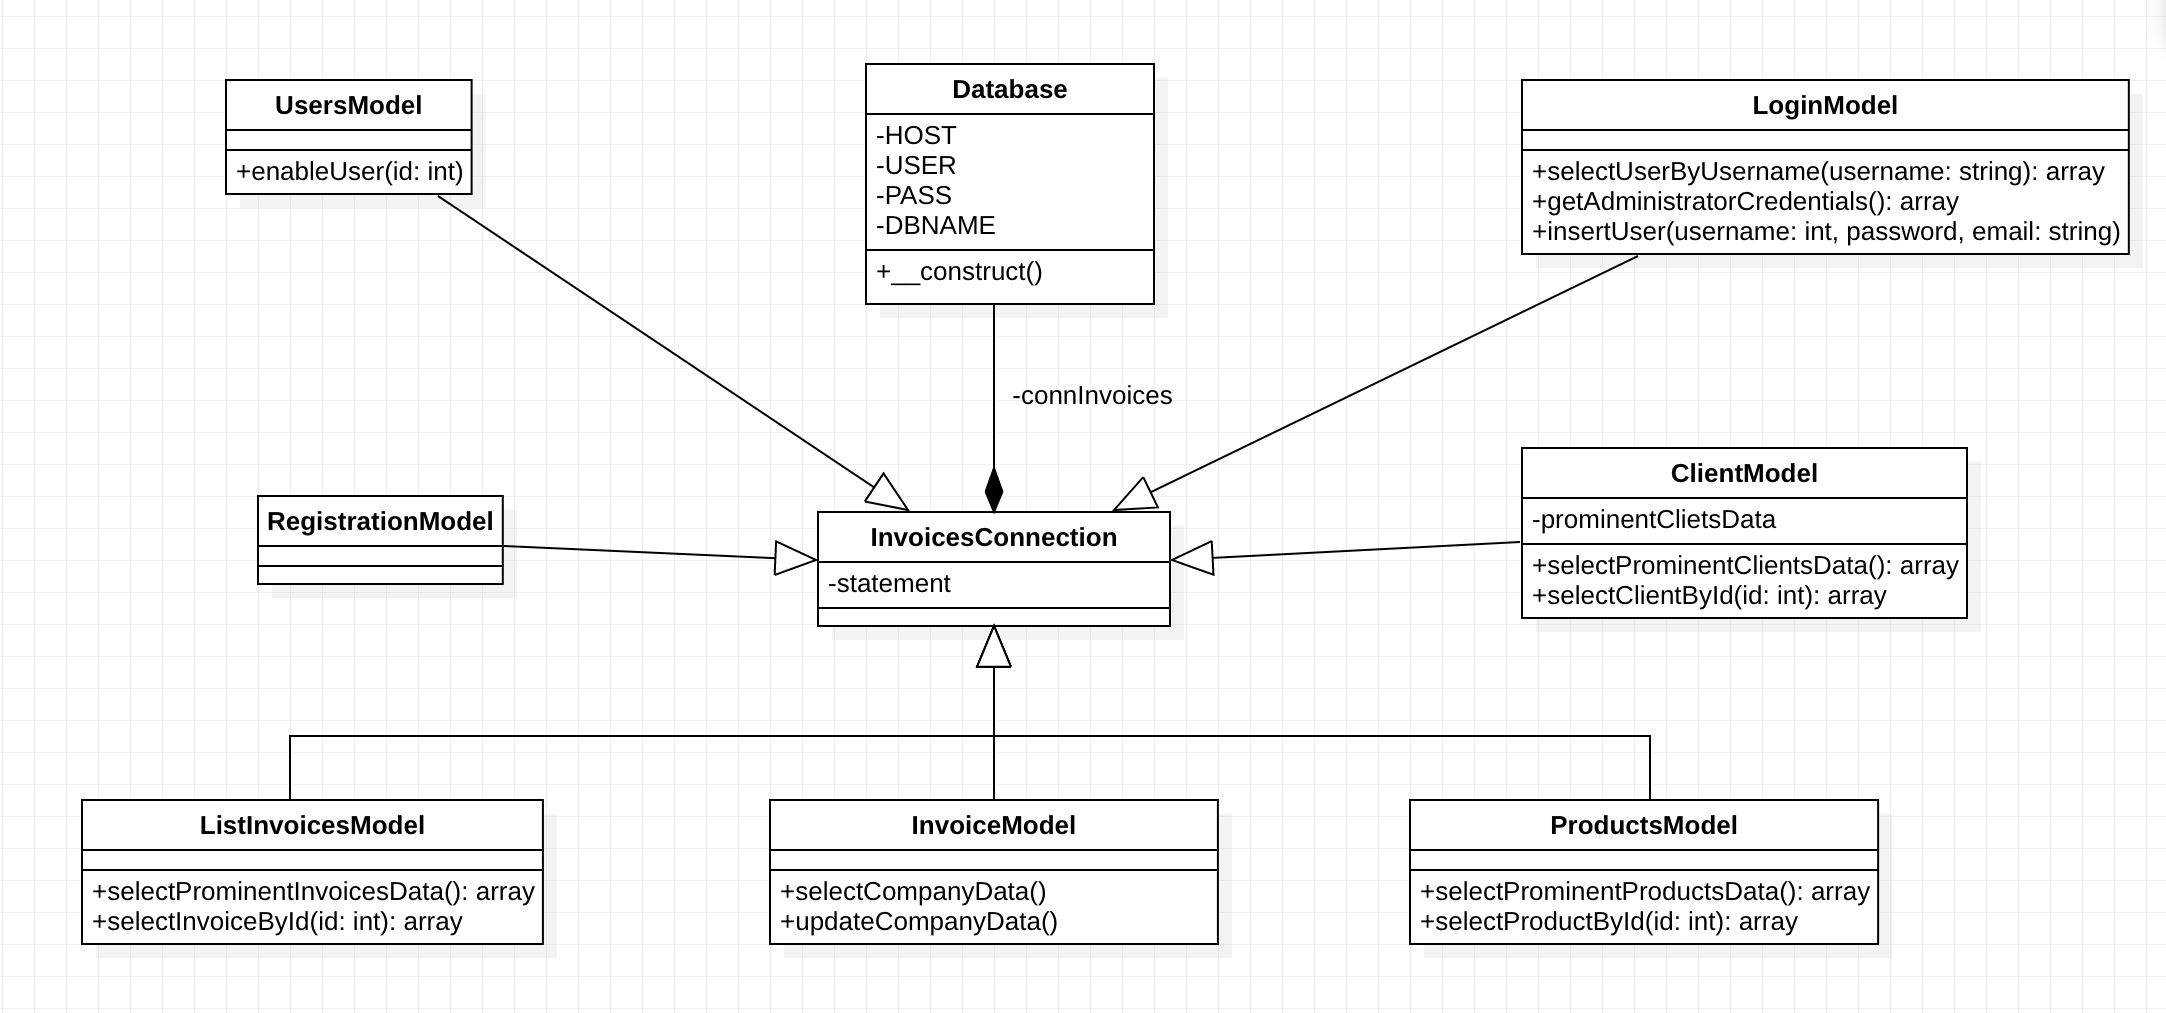 UsersModel
+enableUser(id: int)
Database
-HOST
-USER
-PASS
-DBNAME
+__construct()
LoginModel
+selectUserByUsername(username: string): array
+getAdministratorCredentials(): array
+insertUser(username: int, password, email: string)
-connInvoices
RegistrationModel
InvoicesConnection
-statement
ClientModel
-prominentClietsData
+selectProminentClientsData(): array
+selectClientById(id: int): array
ListInvoicesModel
+selectProminentInvoicesData(): array
+selectInvoiceById(id: int): array
InvoiceModel
+selectCompanyData()
+updateCompanyData()
ProductsModel
+selectProminentProductsData(): array
+selectProductById(id: int): array